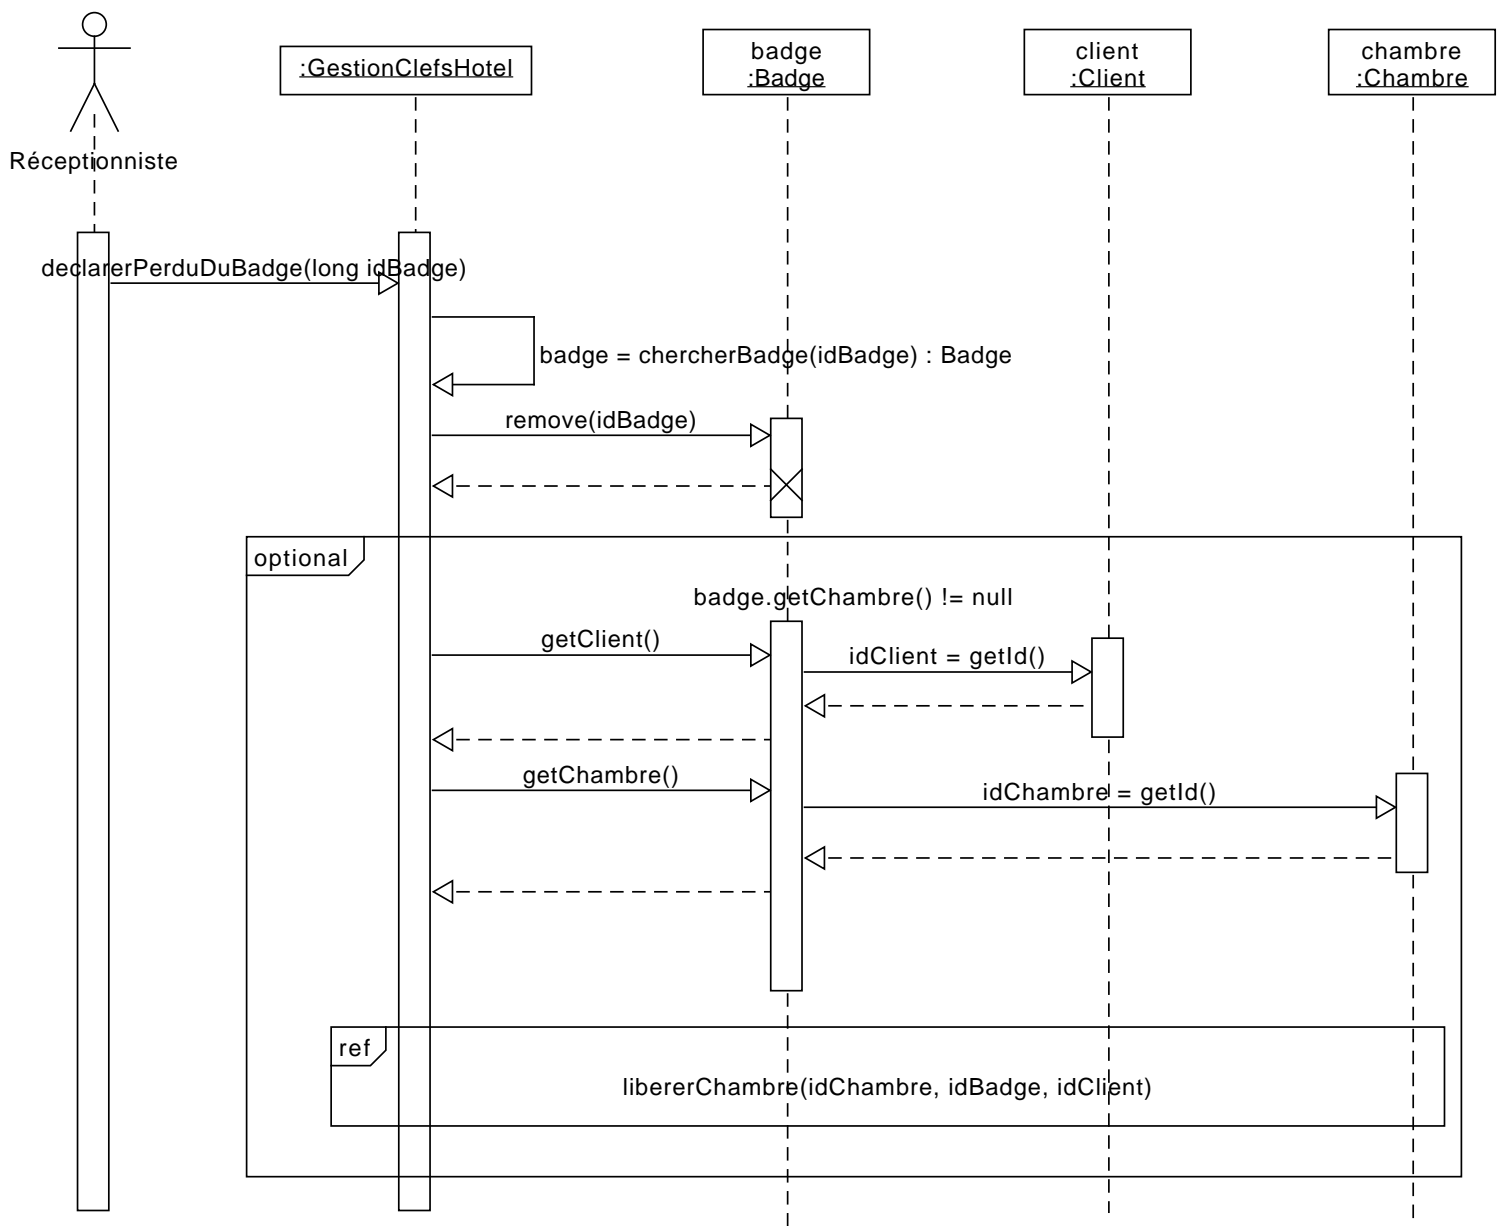 Réceptionniste
:GestionClefsHotel
badge
:Badge
client
:Client
chambre
:Chambre
declarerPerduDuBadge(long idBadge)
badge = chercherBadge(idBadge) : Badge
remove(idBadge)
optional
badge.getChambre() != null
getClient()
idClient = getId()
getChambre()
idChambre = getId()
ref
libererChambre(idChambre, idBadge, idClient)